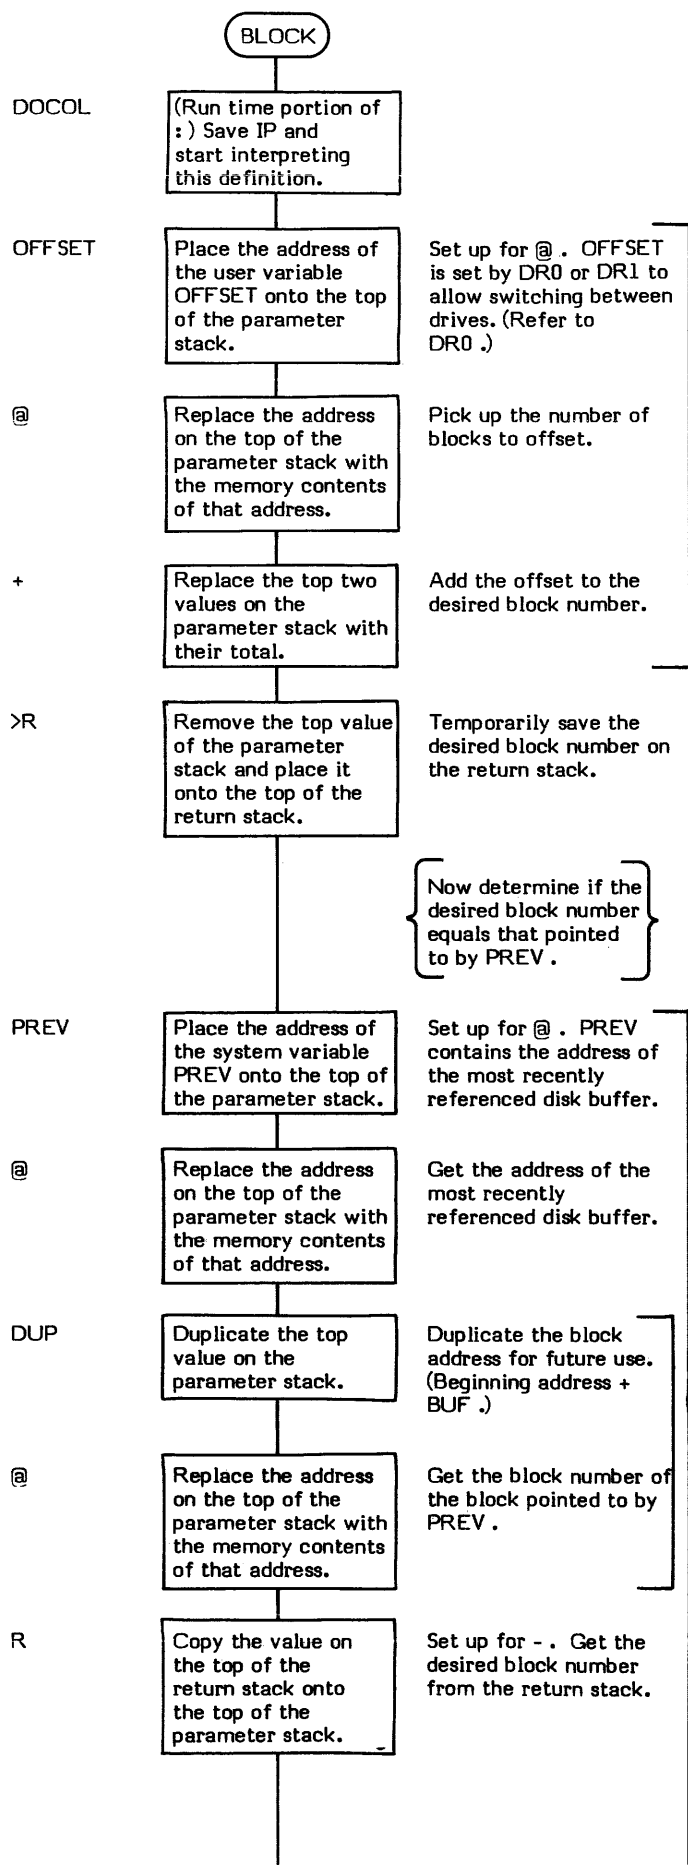 BLOCK
DOCOL
(Run time portion of
: ) Save IP and
start interpreting
this definition.
OFFSET
Place the address of
the user variable
OFFSET onto the top
of the parameter
stack.
Set up for @ . OFFSET
is set by DR0 or DR1 to
allow switching between
drives. (Refer to
DR0 .)
@
Replace the address
on the top of the
parameter stack with
the memory contents
of that address.
Pick up the number of
blocks to offset.
+
Replace the top two
values on the
parameter stack with
their total.
Add the offset to the
desired block number.
>R
Remove the top value
of the parameter
stack and place it
onto the top of the
return stack.
Temporarily save the
desired block number on
the return stack.
Now determine if the
desired block number
equals that pointed
to by PREV .
PREV
Place the address of
the system variable
PREV onto the top of
the parameter stack.
Set up for @ . PREV
contains the address of
the most recently
referenced disk buffer.
@
Replace the address
on the top of the
parameter stack with
the memory contents
of that address.
Get the address of the
most recently
referenced disk buffer.
DUP
Duplicate the top
value on the
parameter stack.
Duplicate the block
address for future use.
(Beginning address +
BUF .)
@
Replace the address
on the top of the
parameter stack with
the memory contents
of that address.
Get the block number of
the block pointed to by
PREV .
R
Copy the value on
the top of the
return stack onto
the top of the
parameter stack.
Set up for - . Get the
desired block number
from the return stack.